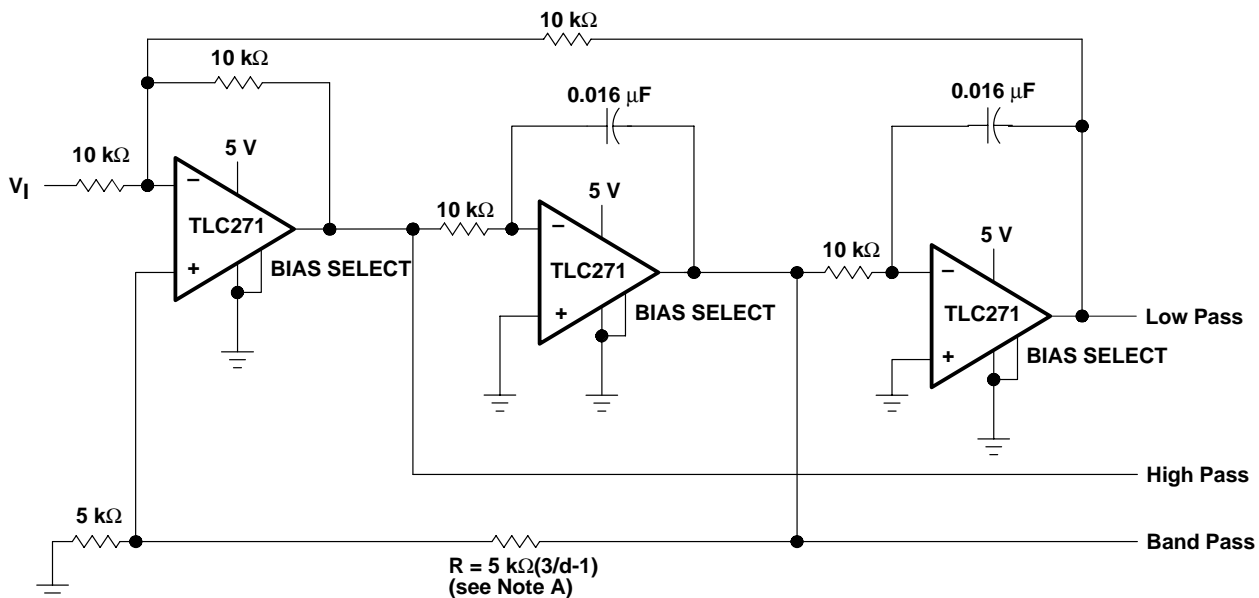 10 kΩ
10 kΩ
0.016 μF
0.016 μF
10 kΩ
5 V
VI
−
TLC271
+
BIAS SELECT
10 kΩ
5 V
−
TLC271
+
BIAS SELECT
10 kΩ
5 V
−
TLC271
+
BIAS SELECT
Low Pass
High Pass
5 kΩ
Band Pass
R = 5 kΩ(3/d-1)
(see Note A)